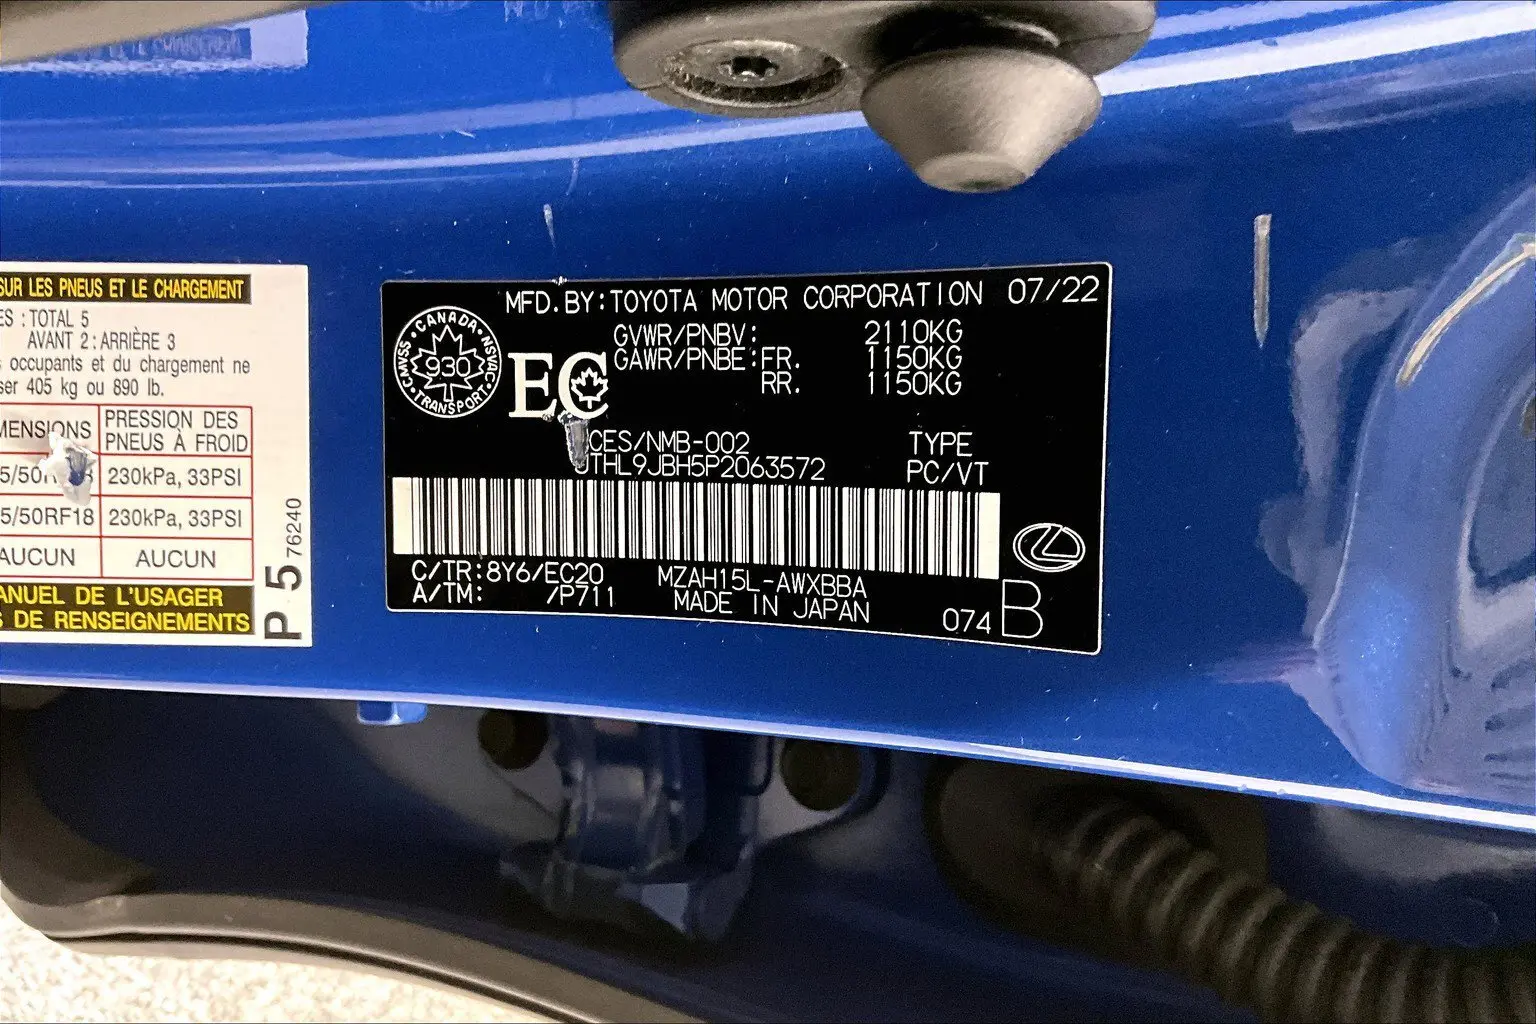 SUR LES PNEUS ET LE CHARGEMENT
ES : TOTAL 5
AVANT 2 : ARRIÈRE 3
occupants et du chargement ne
ser 405 kg ou 890 lb.
MENSIONS PRESSION DES PNEUS À FROID
5/50 230kPa, 33PSI
5/50RF18 230kPa, 33PSI
AUCUN AUCUN
ANUEL DE L'USAGER
S DE RENSEIGNEMENTS
P 5 76240
MFD. BY: TOYOTA MOTOR CORPORATION 07/22
GVWR/PNBV: 2110KG
GAWR/PNBE: FR. 1150KG
RR. 1150KG
CANADA
CMVSS NSVAC
930
TRANSPORT
EC
CES/NMB-002 TYPE
JTHL9JBH5P2063572 PC/VT
C/TR: 8Y6/EC20 MZAH15L-AWXBBA
A/TM: /P711 MADE IN JAPAN
074 B